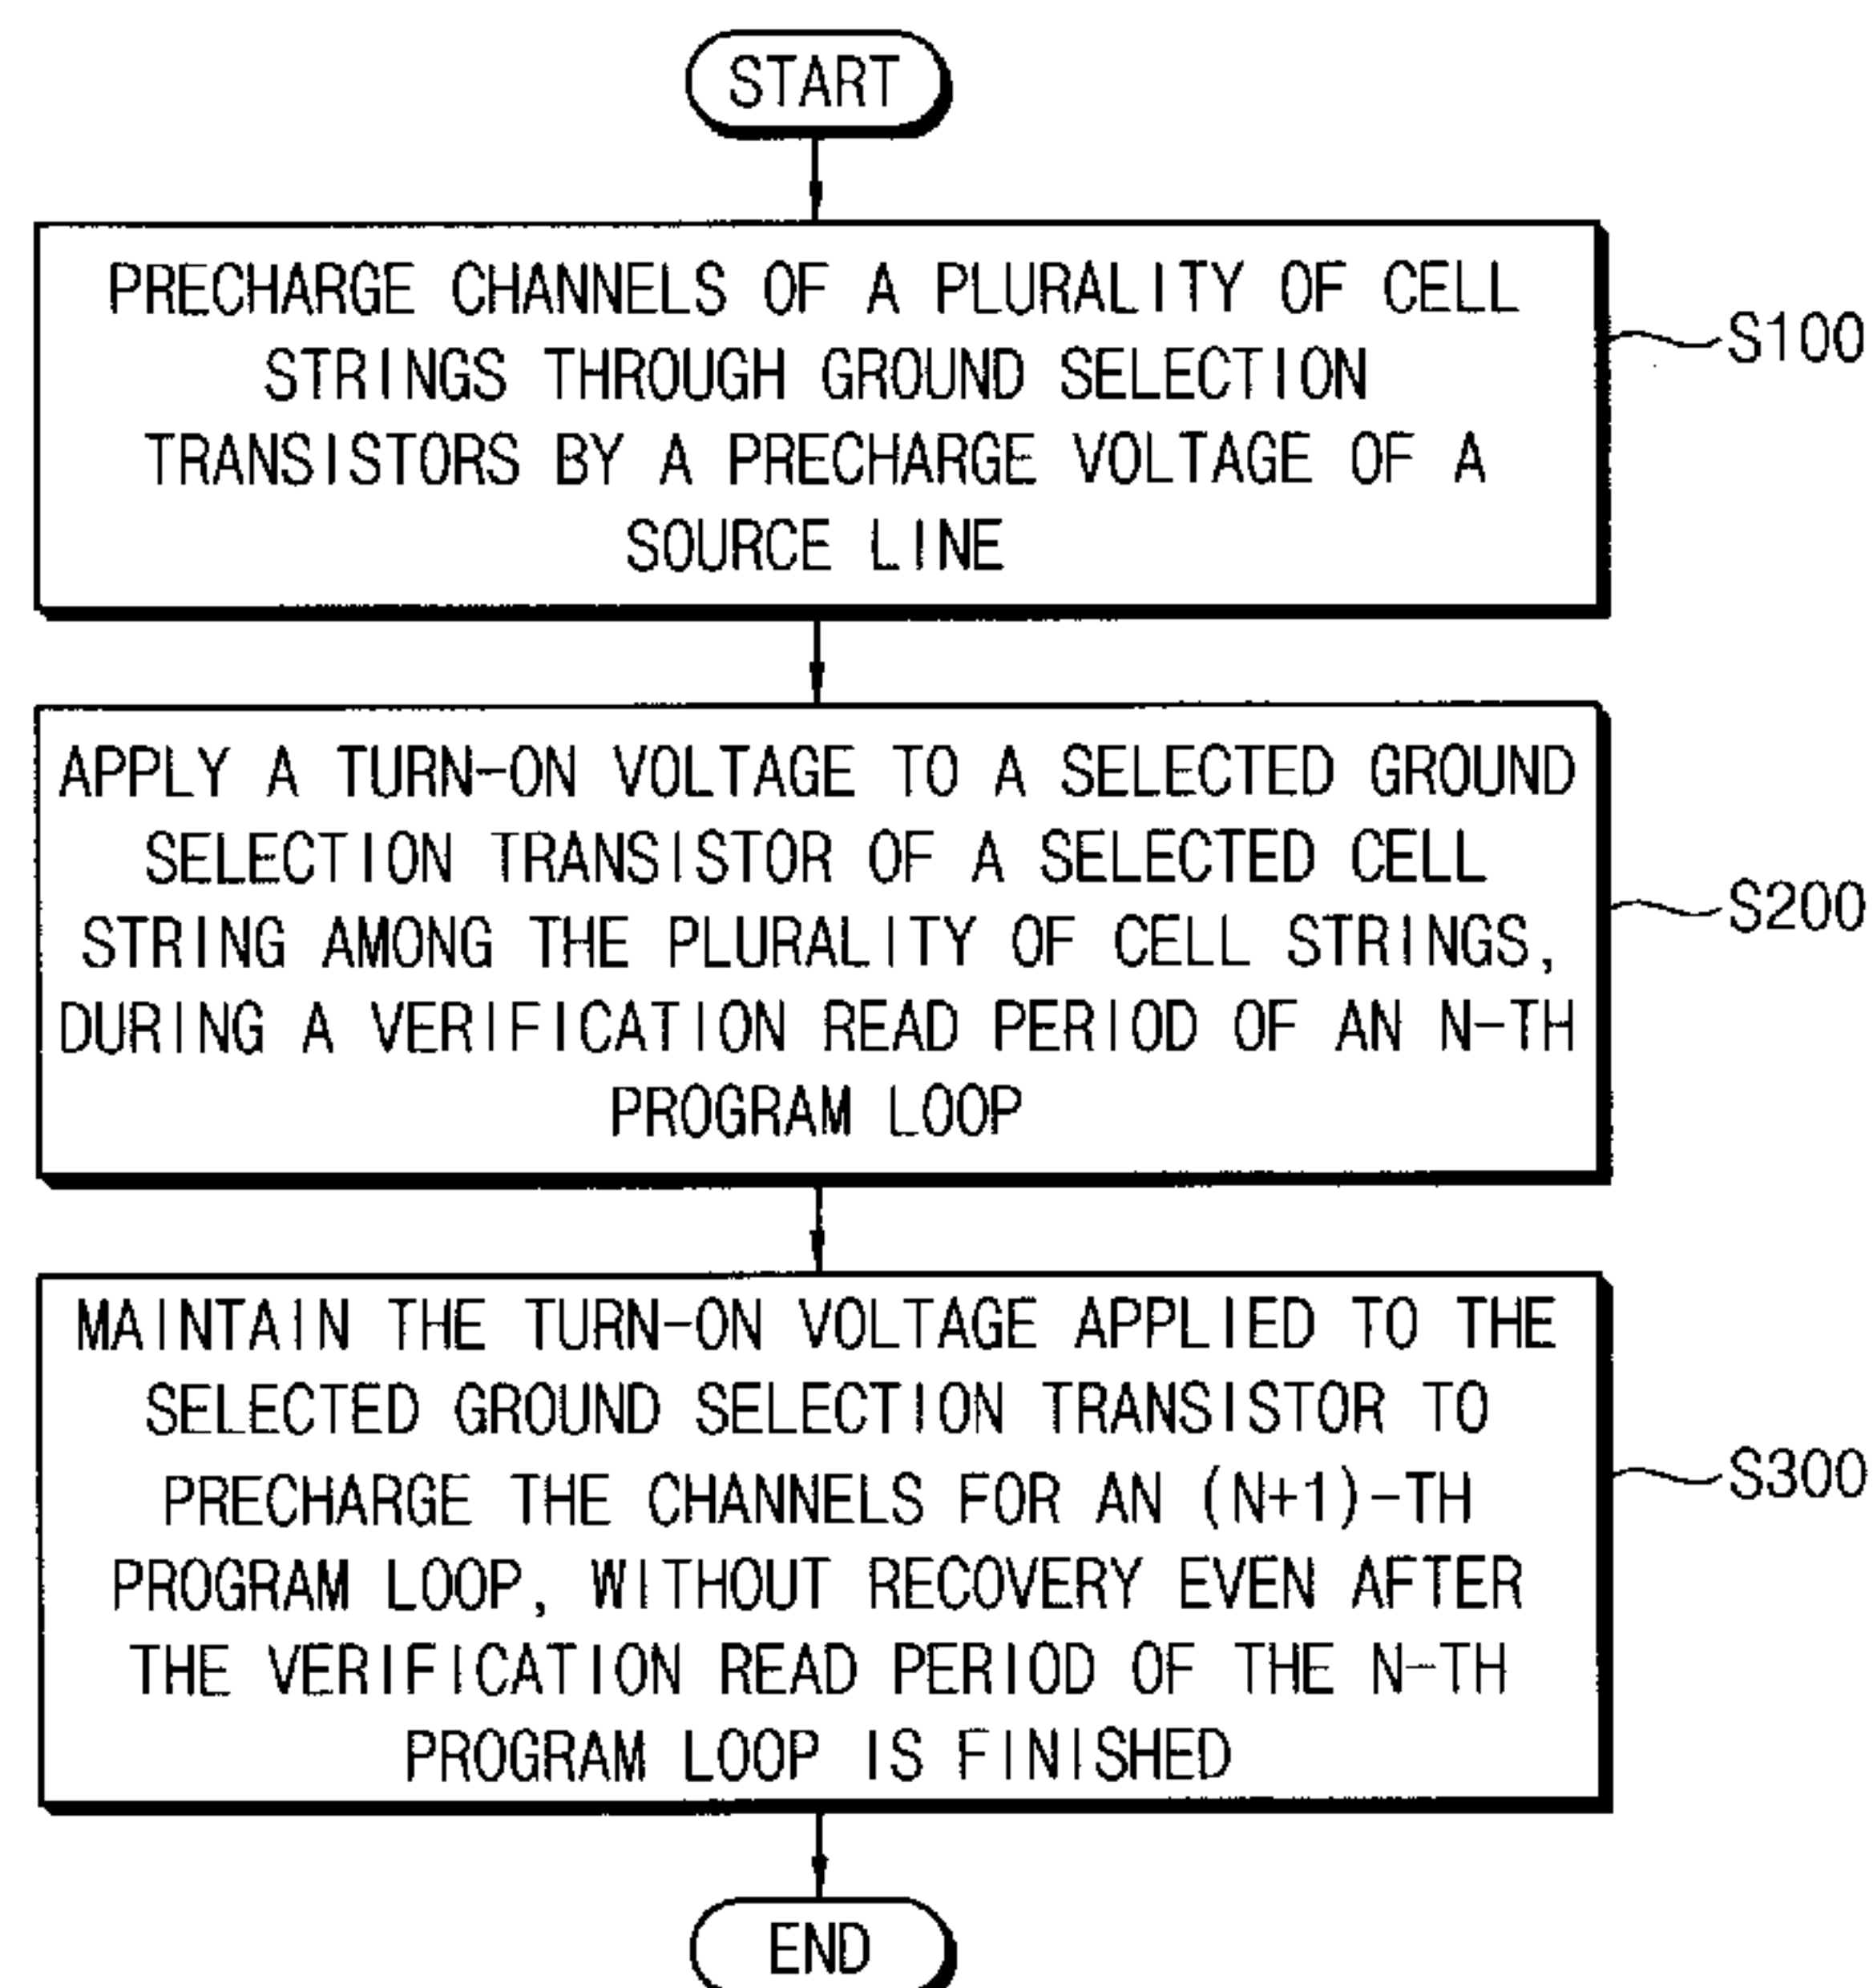 START
PRECHARGE CHANNELS OF A PLURALITY OF CELL
STRINGS THROUGH GROUND SELECTION
TRANSISTORS BY A PRECHARGE VOLTAGE OF A
SOURCE LINE
S100
APPLY A TURN-ON VOLTAGE TO A SELECTED GROUND
SELECTION TRANSISTOR OF A SELECTED CELL
STRING AMONG THE PLURALITY OF CELL STRINGS,
DURING A VERIFICATION READ PERIOD OF AN N-TH
PROGRAM LOOP
S200
MAINTAIN THE TURN-ON VOLTAGE APPLIED TO THE
SELECTED GROUND SELECTION TRANSISTOR TO
PRECHARGE THE CHANNELS FOR AN (N+1)-TH
PROGRAM LOOP, WITHOUT RECOVERY EVEN AFTER
THE VERIFICATION READ PERIOD OF THE N-TH
PROGRAM LOOP IS FINISHED
S300
END